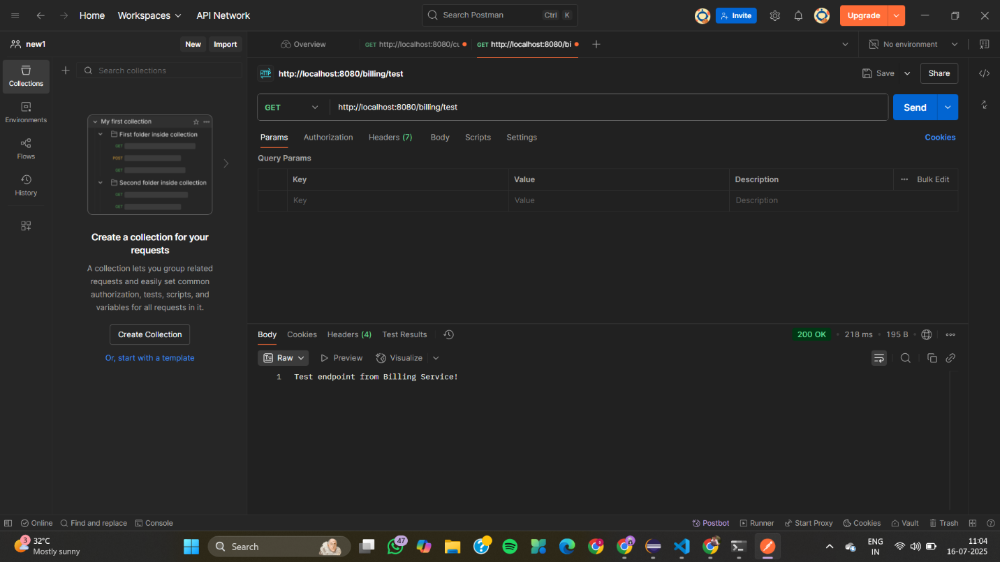 Home
Workspaces
API Network
Search Postman
Ctrl
K
Invite
Upgrade
new1
New
Import
Overview
GET http://localhost:8080/cu
GET http://localhost:8080/bi
No environment
Collections
Environments
Flows
History
Search collections
My first collection
First folder inside collection
GET
POST
GET
Second folder inside collection
GET
GET
Create a collection for your
requests
A collection lets you group related
requests and easily set common
authorization, tests, scripts, and
variables for all requests in it.
Create Collection
Or, start with a template
HTTP
http://localhost:8080/billing/test
Save
Share
GET
http://localhost:8080/billing/test
Send
Params
Authorization
Headers (7)
Body
Scripts
Settings
Cookies
Query Params
Key
Value
Description
Bulk Edit
Key
Value
Description
Body
Cookies
Headers (4)
Test Results
200 OK
218 ms
195 B
Raw
Preview
Visualize
1 Test endpoint from Billing Service!
Online
Find and replace
Console
Postbot
Runner
Start Proxy
Cookies
Vault
Trash
3
32°C
Mostly sunny
Search
47
ENG
IN
11:04
16-07-2025